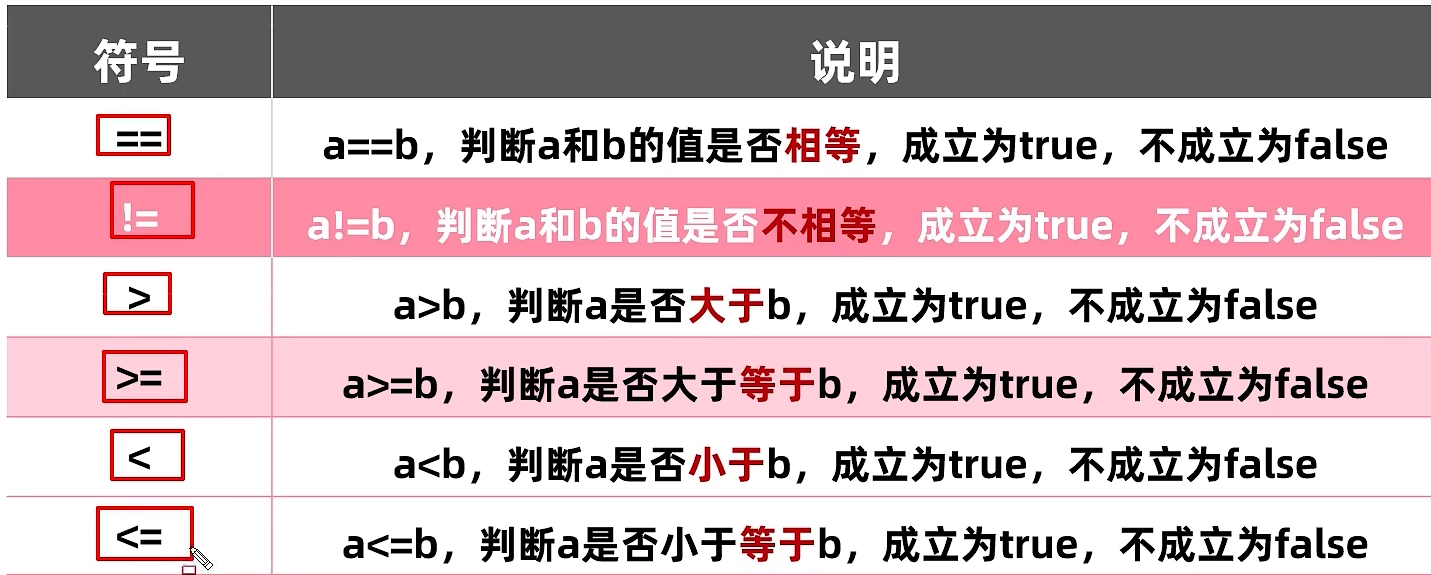 符号 说明
== a==b，判断a和b的值是否相等，成立为true，不成立为false
!= a!=b，判断a和b的值是否不相等，成立为true，不成立为false
> a>b，判断a是否大于b，成立为true，不成立为false
>= a>=b，判断a是否大于等于b，成立为true，不成立为false
< a<b，判断a是否小于b，成立为true，不成立为false
<= a<=b，判断a是否小于等于b，成立为true，不成立为false